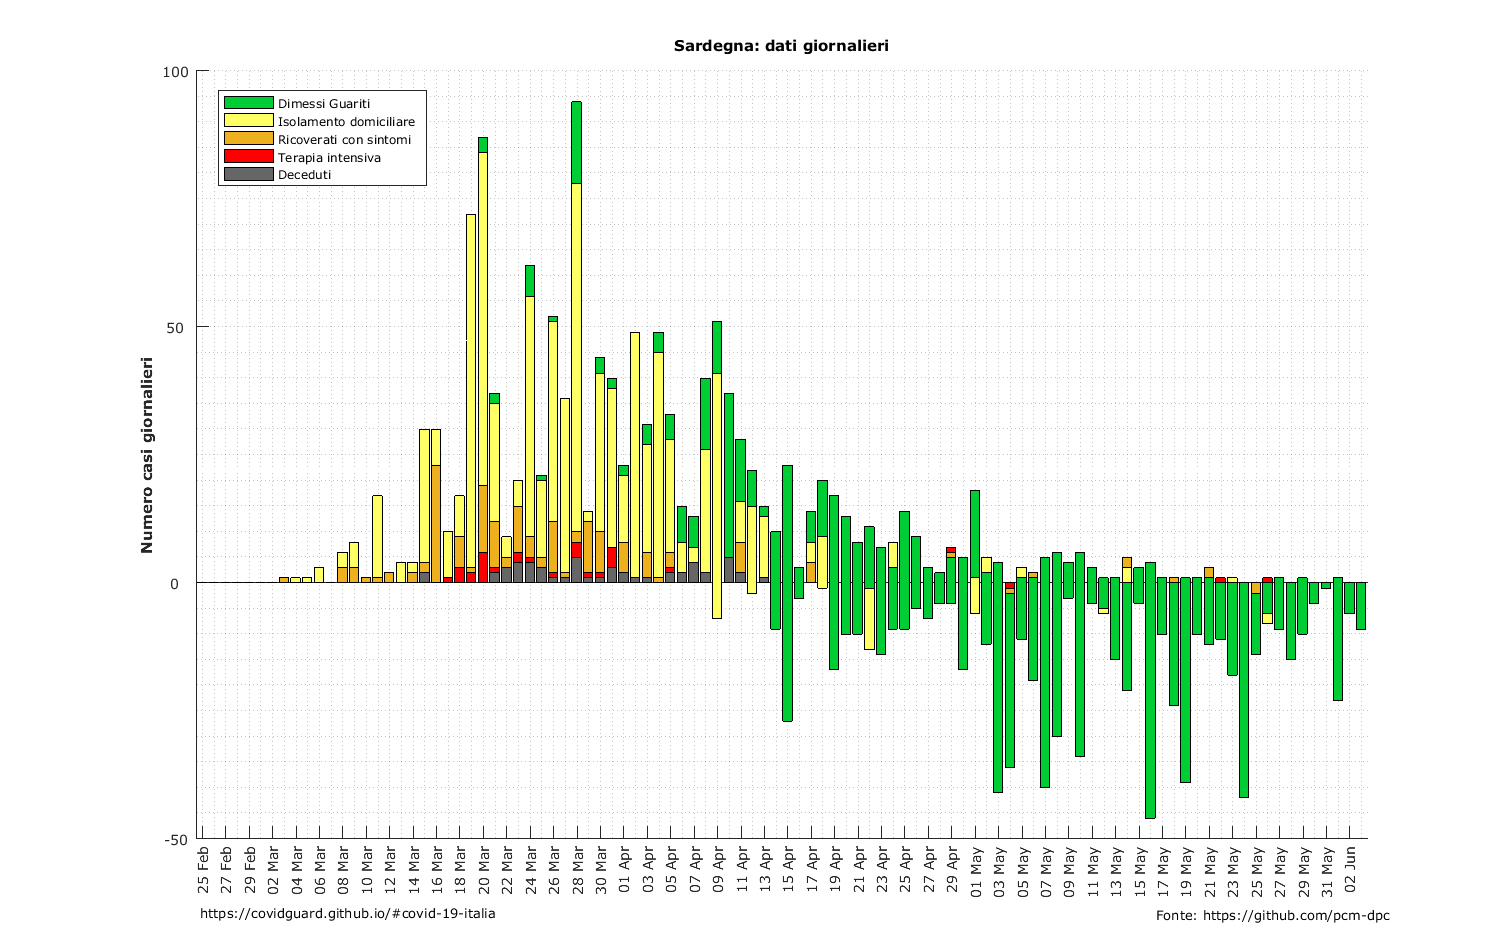 Sardegna: dati giornalieri
100
50
0
-50
Numero casi giornalieri
Dimessi Guariti
Isolamento domiciliare
Ricoverati con sintomi
Terapia intensiva
Deceduti
25 Feb
27 Feb
29 Feb
02 Mar
04 Mar
06 Mar
08 Mar
10 Mar
12 Mar
14 Mar
16 Mar
18 Mar
20 Mar
22 Mar
24 Mar
26 Mar
28 Mar
30 Mar
01 Apr
03 Apr
05 Apr
07 Apr
09 Apr
11 Apr
13 Apr
15 Apr
17 Apr
19 Apr
21 Apr
23 Apr
25 Apr
27 Apr
29 Apr
01 May
03 May
05 May
07 May
09 May
11 May
13 May
15 May
17 May
19 May
21 May
23 May
25 May
27 May
29 May
31 May
02 Jun
https://covidguard.github.io/#covid-19-italia
Fonte: https://github.com/pcm-dpc